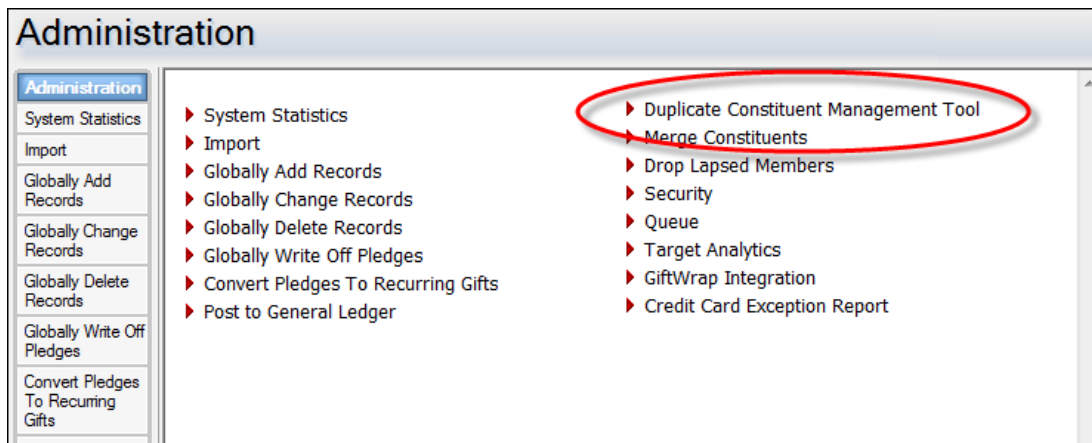 Administration
Administration
System Statistics
Import
Globally Add
Records
Globally Change
Records
Globally Delete
Records
Globally Write Off
Pledges
Convert Pledges
To Recurring
Gifts
System Statistics
Import
Globally Add Records
Globally Change Records
Globally Delete Records
Globally Write Off Pledges
Convert Pledges To Recurring Gifts
Post to General Ledger
Duplicate Constituent Management Tool
Merge Constituents
Drop Lapsed Members
Security
Queue
Target Analytics
GiftWrap Integration
Credit Card Exception Report